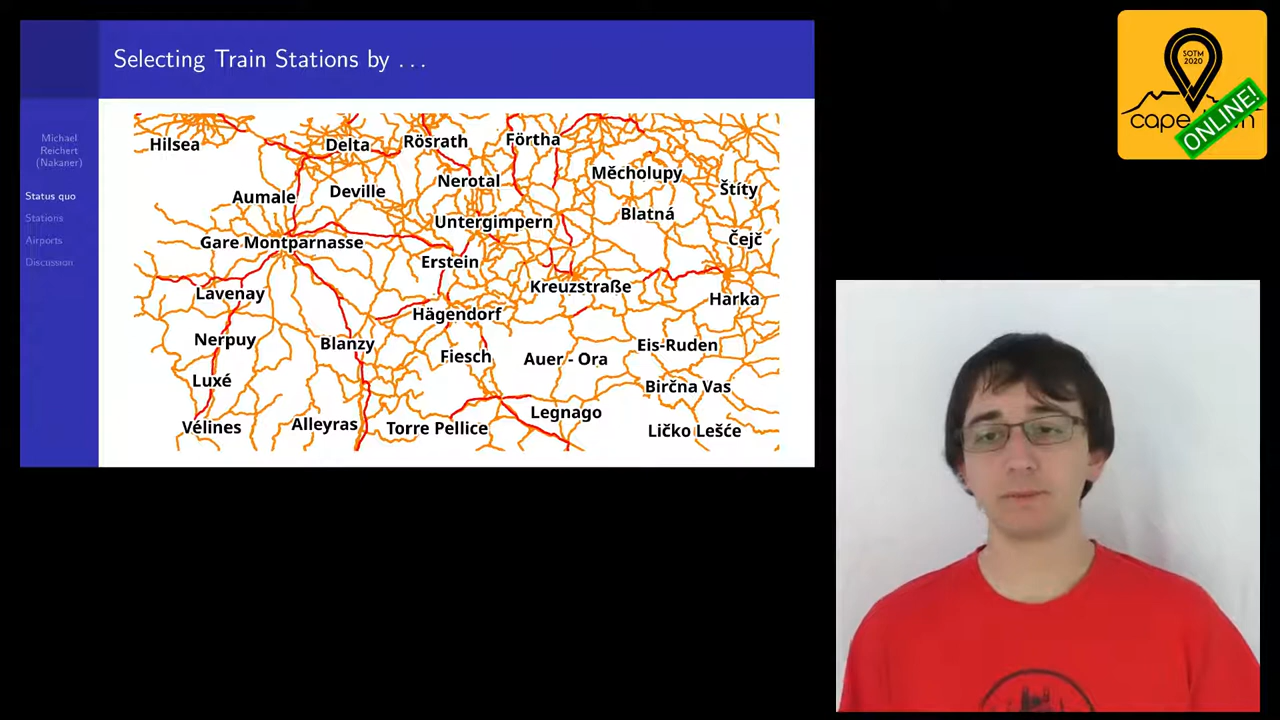 Selecting Train Stations by . . .
Michael
Reichert
(Nakaner)
Status quo
Stations
Airports
Discussion
Hilsea
Delta
Rösrath
Förtha
Aumale
Deville
Nerotal
Měcholupy
Štíty
Untergimpern
Blatná
Gare Montparnasse
Erstein
Čejč
Lavenay
Kreuzstraße
Harka
Hägendorf
Nerpuy
Blanzy
Fiesch
Auer - Ora
Eis-Ruden
Luxé
Birčna Vas
Vélines
Alleyras
Torre Pellice
Legnago
Ličko Lešće
SOTM
2020
ONLINE!